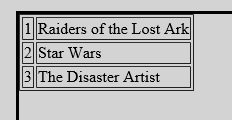 1 Raiders of the Lost Ark
2 Star Wars
3 The Disaster Artist